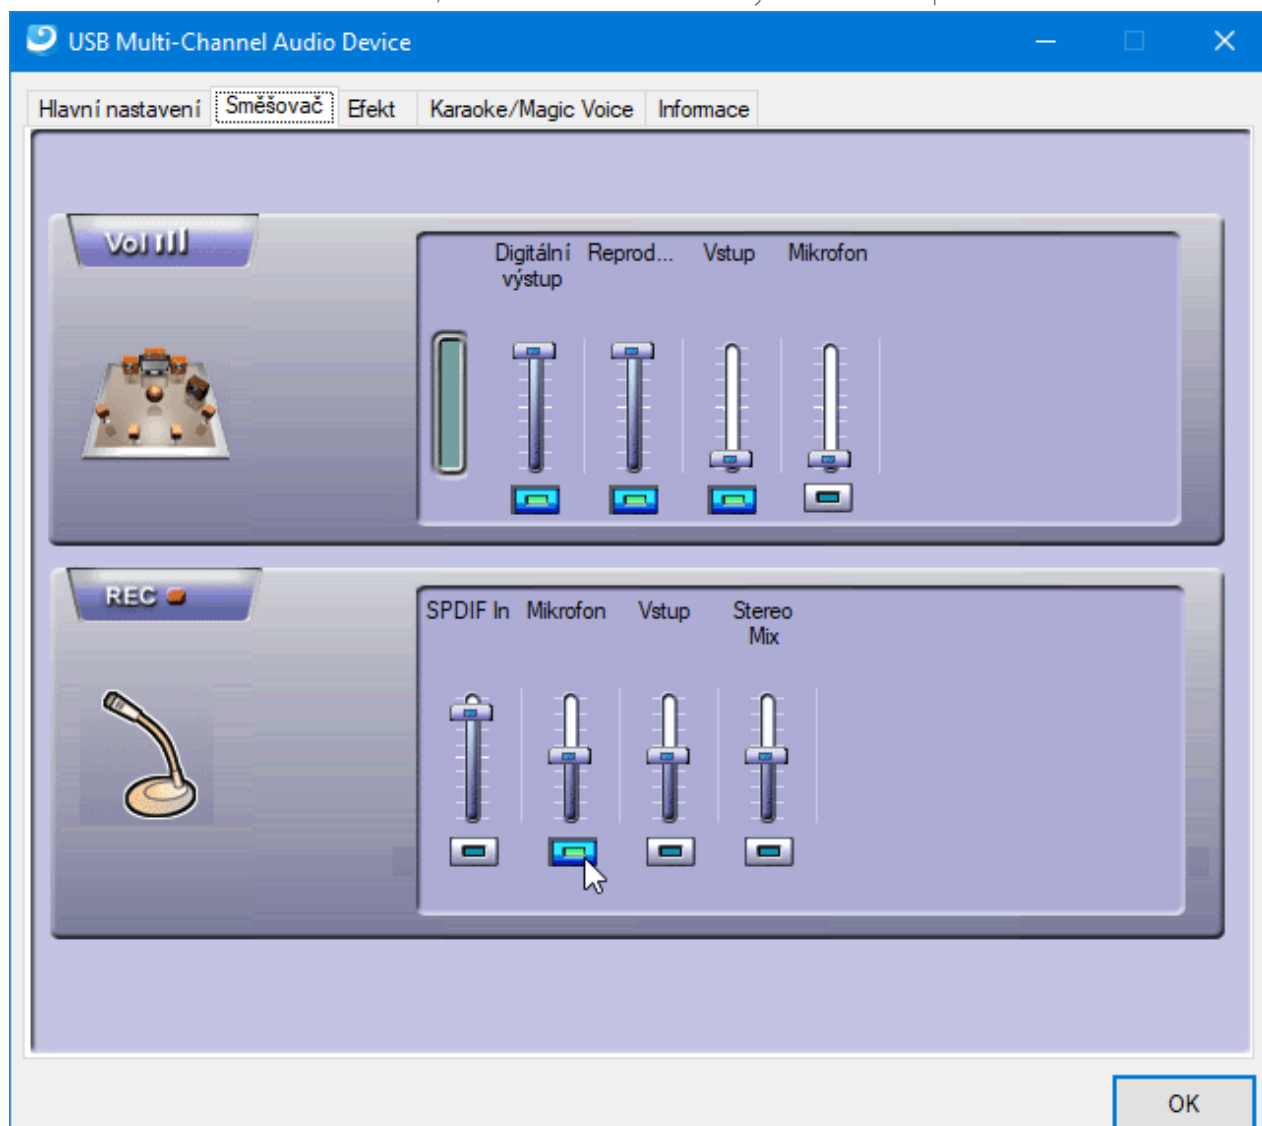 USB Multi-Channel Audio Device
Hlavní nastavení Směšovač Efekt Karaoke/Magic Voice Informace
Vol
Digitální výstup Reprod... Vstup Mikrofon
REC
SPDIF In Mikrofon Vstup Stereo Mix
OK